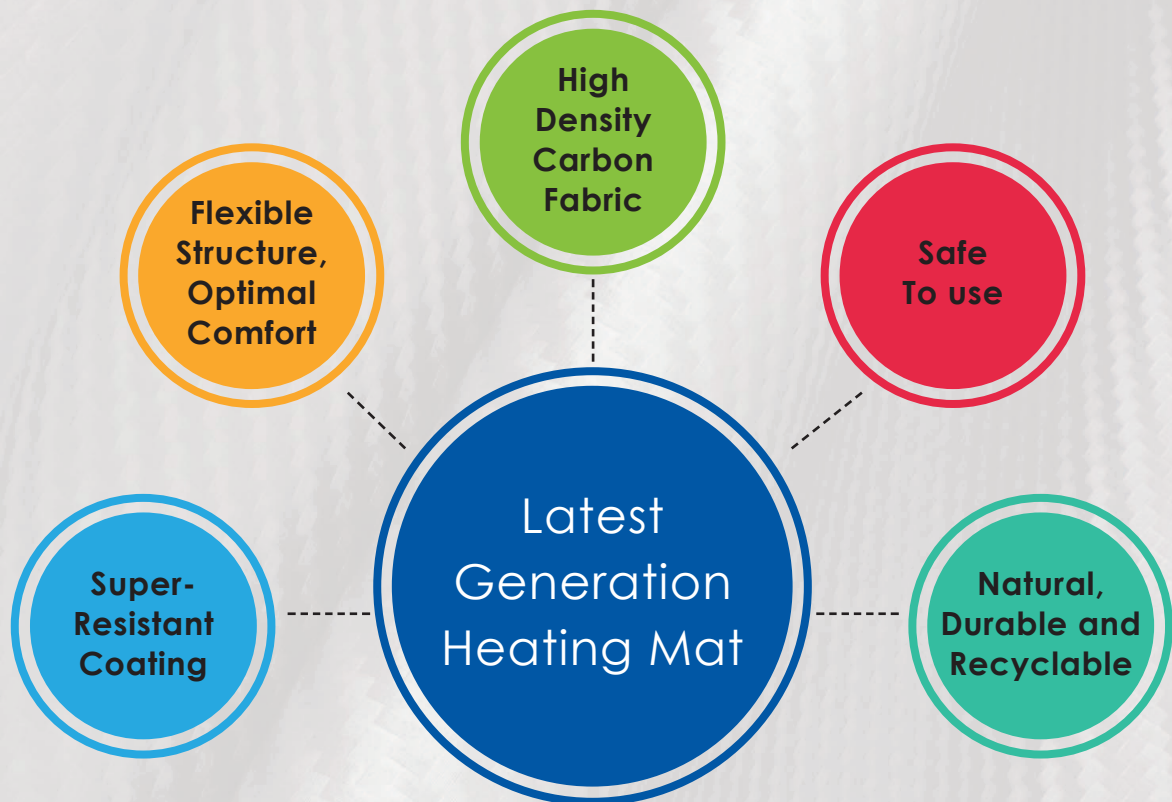 High
Density
Carbon
Fabric
Flexible
Structure,
Optimal
Comfort
Safe
To use
Latest
Generation
Heating Mat
Super-
Resistant
Coating
Natural,
Durable and
Recyclable